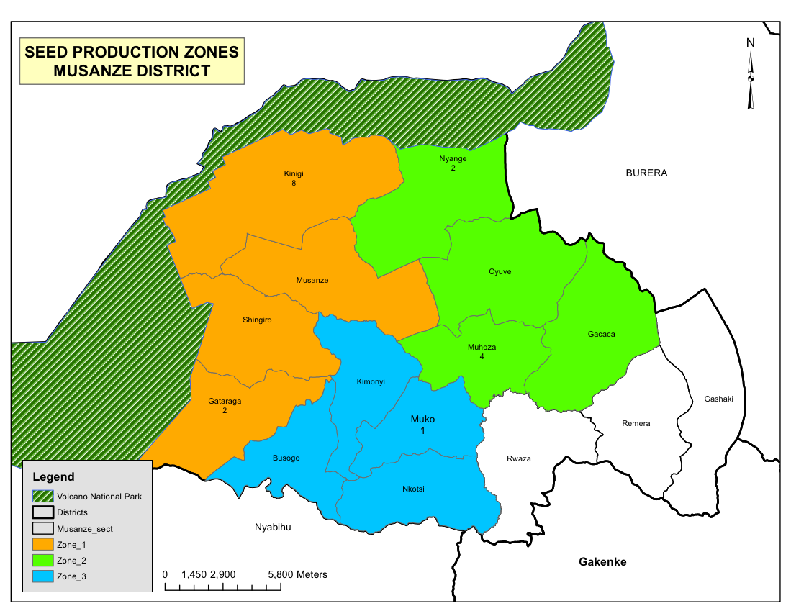 SEED PRODUCTION ZONES
MUSANZE DISTRICT
N
BURERA
Nyange
2
Kinigi
8
Cyuve
Musanze
Shingiro
Gacaca
Muhoza
4
Kimonyi
Gataraga
2
Gashaki
Muko
1
Remera
Busogo
Rwaza
Nkotsi
Nyabihu
Gakenke
Legend
Volcano National Park
Districts
Musanze_sect
Zone_1
Zone_2
Zone_3
0 1,450 2,900 5,800 Meters